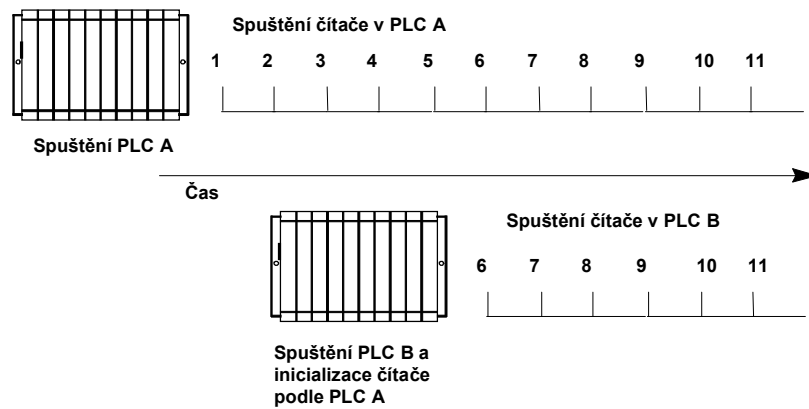 Spuštění čítače v PLC A
1 2 3 4 5 6 7 8 9 10 11
Spuštění PLC A
Čas
Spuštění čítače v PLC B
6 7 8 9 10 11
Spuštění PLC B a
inicializace čítače
podle PLC A